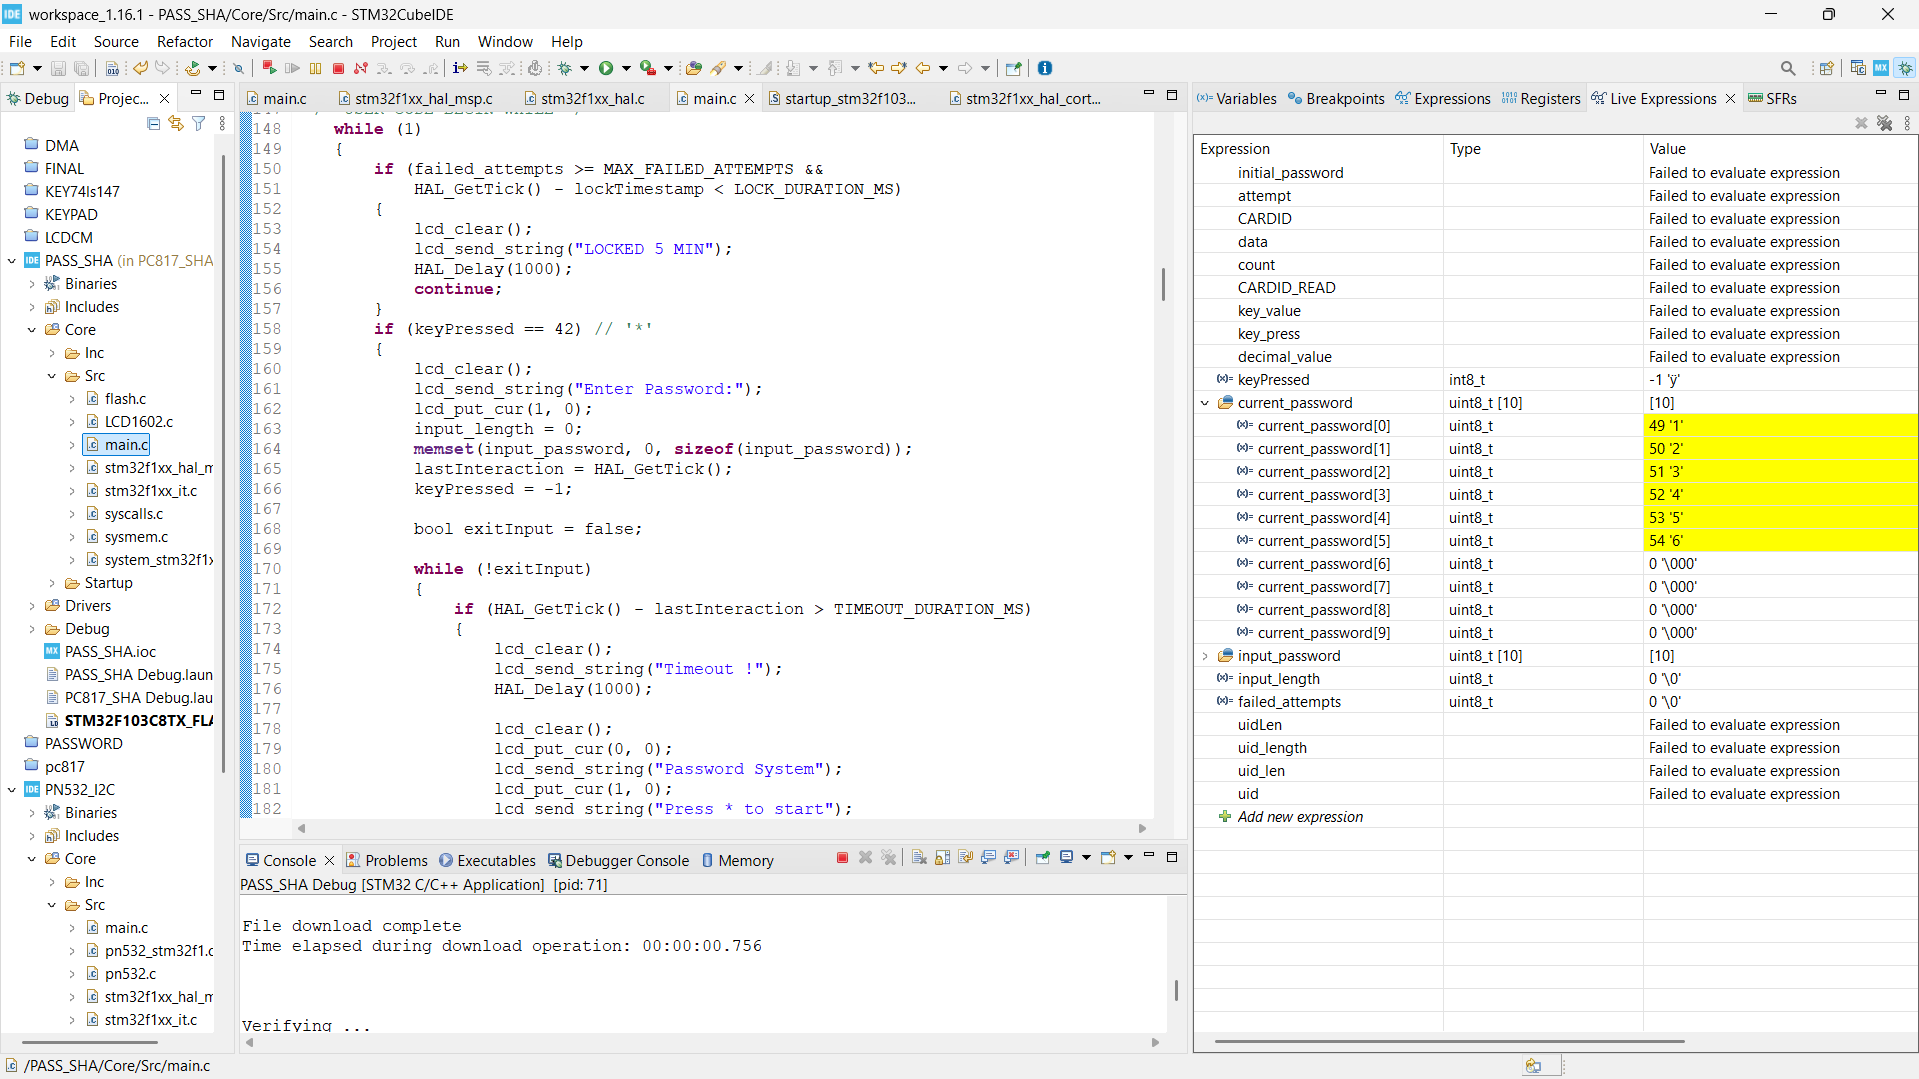 IDE workspace_1.16.1 - PASS_SHA/Core/Src/main.c - STM32CubeIDE
File Edit Source Refactor Navigate Search Project Run Window Help
Debug Projec...
DMA
FINAL
KEY74ls147
KEYPAD
LCDCM
IDE PASS_SHA (in PC817_SHA
Binaries
Includes
Core
Inc
Src
flash.c
LCD1602.c
main.c
stm32f1xx_hal_m
stm32f1xx_it.c
syscalls.c
sysmem.c
system_stm32f1x
Startup
Drivers
Debug
MX PASS_SHA.ioc
PASS_SHA Debug.laun
PC817_SHA Debug.lau
STM32F103C8TX_FLA
PASSWORD
pc817
IDE PN532_I2C
Binaries
Includes
Core
Inc
Src
main.c
pn532_stm32f1.c
pn532.c
stm32f1xx_hal_m
stm32f1xx_it.c
main.c stm32f1xx_hal_msp.c stm32f1xx_hal.c main.c startup_stm32f103... stm32f1xx_hal_cort...
148 while (1)
149 {
150 if (failed_attempts >= MAX_FAILED_ATTEMPTS &&
151 HAL_GetTick() - lockTimestamp < LOCK_DURATION_MS)
152 {
153 lcd_clear();
154 lcd_send_string("LOCKED 5 MIN");
155 HAL_Delay(1000);
156 continue;
157 }
158 if (keyPressed == 42) // '*'
159 {
160 lcd_clear();
161 lcd_send_string("Enter Password:");
162 lcd_put_cur(1, 0);
163 input_length = 0;
164 memset(input_password, 0, sizeof(input_password));
165 lastInteraction = HAL_GetTick();
166 keyPressed = -1;
167
168 bool exitInput = false;
169
170 while (!exitInput)
171 {
172 if (HAL_GetTick() - lastInteraction > TIMEOUT_DURATION_MS)
173 {
174 lcd_clear();
175 lcd_send_string("Timeout !");
176 HAL_Delay(1000);
177
178 lcd_clear();
179 lcd_put_cur(0, 0);
180 lcd_send_string("Password System");
181 lcd_put_cur(1, 0);
182 lcd_send_string("Press * to start");
Console Problems Executables Debugger Console Memory
PASS_SHA Debug [STM32 C/C++ Application] [pid: 71]
File download complete
Time elapsed during download operation: 00:00:00.756
Verifying ...
Variables Breakpoints Expressions Registers Live Expressions SFRs
Expression Type Value
initial_password Failed to evaluate expression
attempt Failed to evaluate expression
CARDID Failed to evaluate expression
data Failed to evaluate expression
count Failed to evaluate expression
CARDID_READ Failed to evaluate expression
key_value Failed to evaluate expression
key_press Failed to evaluate expression
decimal_value Failed to evaluate expression
keyPressed int8_t -1 'ÿ'
current_password uint8_t [10] [10]
current_password[0] uint8_t 49 '1'
current_password[1] uint8_t 50 '2'
current_password[2] uint8_t 51 '3'
current_password[3] uint8_t 52 '4'
current_password[4] uint8_t 53 '5'
current_password[5] uint8_t 54 '6'
current_password[6] uint8_t 0 '\000'
current_password[7] uint8_t 0 '\000'
current_password[8] uint8_t 0 '\000'
current_password[9] uint8_t 0 '\000'
input_password uint8_t [10] [10]
input_length uint8_t 0 '\0'
failed_attempts uint8_t 0 '\0'
uidLen Failed to evaluate expression
uid_length Failed to evaluate expression
uid_len Failed to evaluate expression
uid Failed to evaluate expression
Add new expression
/PASS_SHA/Core/Src/main.c